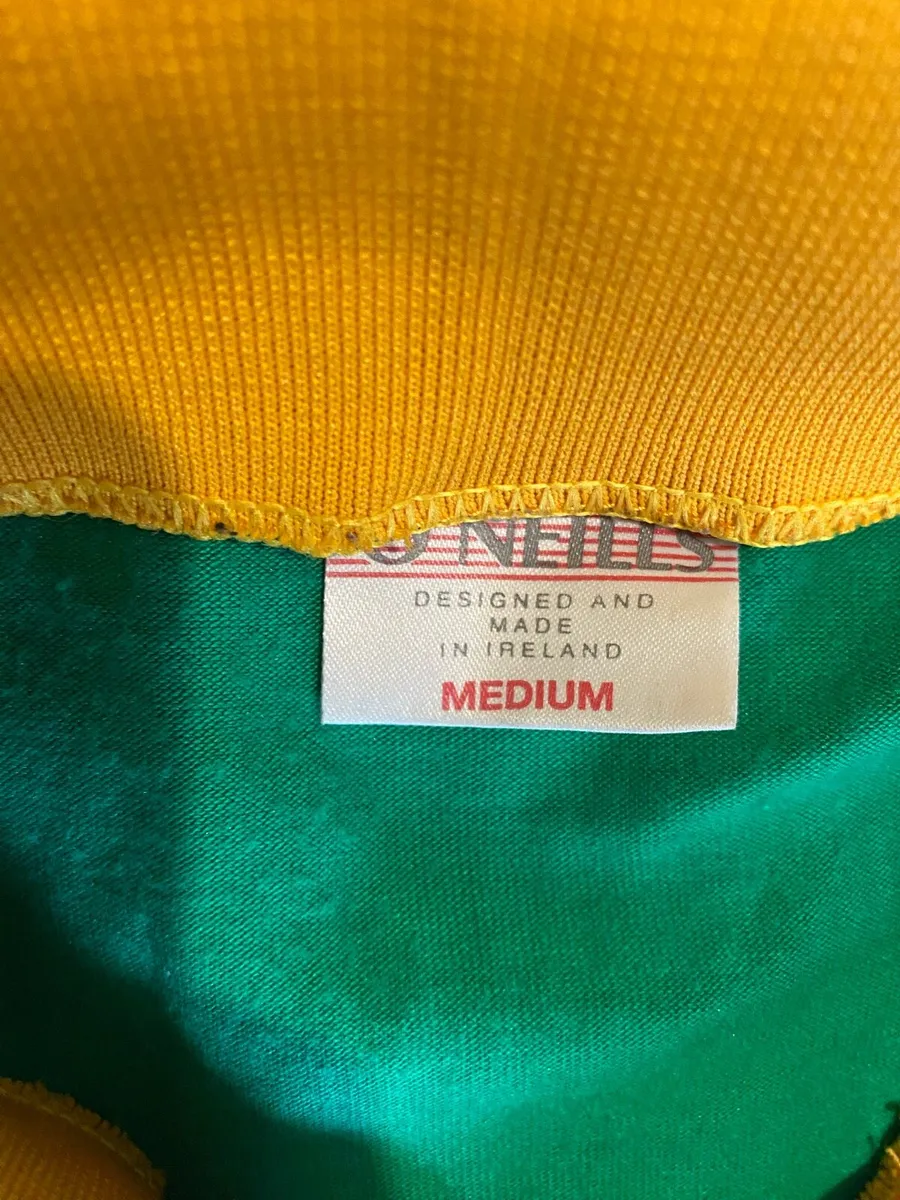 O'NEILLS
DESIGNED AND
MADE
IN IRELAND
MEDIUM